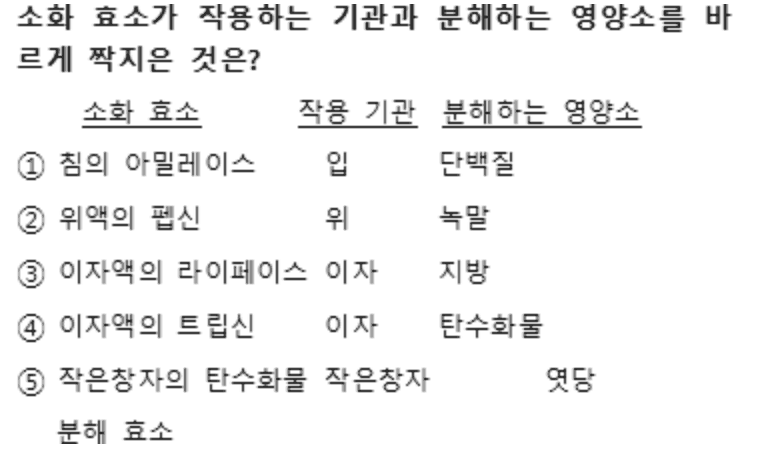 소화 효소가 작용하는 기관과 분해하는 영양소를 바
르게 짝지은 것은?
소화 효소 작용 기관 분해하는 영양소
① 침의 아밀레이스 입 단백질
② 위액의 펩신 위 녹말
③ 이자액의 라이페이스 이자 지방
④ 이자액의 트립신 이자 탄수화물
⑤ 작은창자의 탄수화물 작은창자 엿당
분해 효소